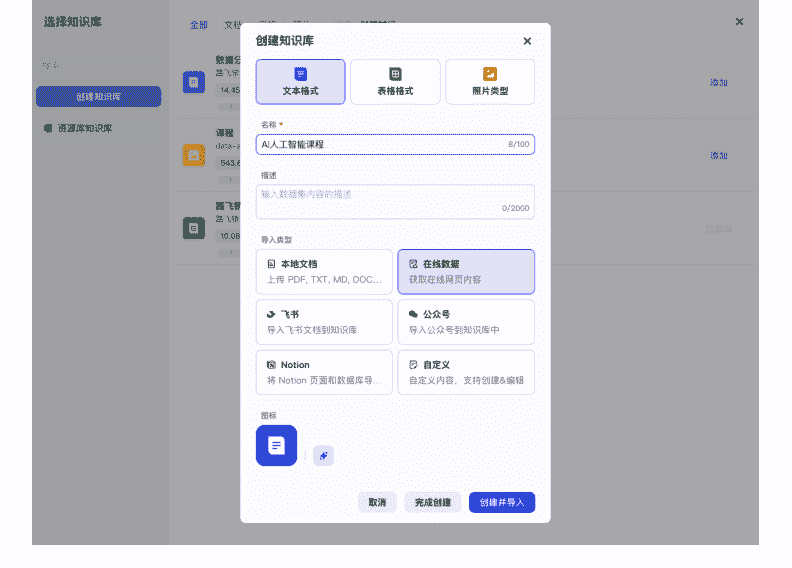 选择知识库
全部
创建知识库
资源库知识库
课程
添加
添加
创建知识库
文本格式
表格格式
照片类型
名称 *
AI人工智能课程
8/100
描述
输入数据集内容的描述
0/2000
导入类型
本地文档
上传 PDF, TXT, MD, DOC...
在线数据
获取在线网页内容
飞书
导入飞书文档到知识库
公众号
导入公众号到知识库中
Notion
将 Notion 页面和数据库导...
自定义
自定义内容，支持创建&编辑
图标
取消
完成创建
创建并导入